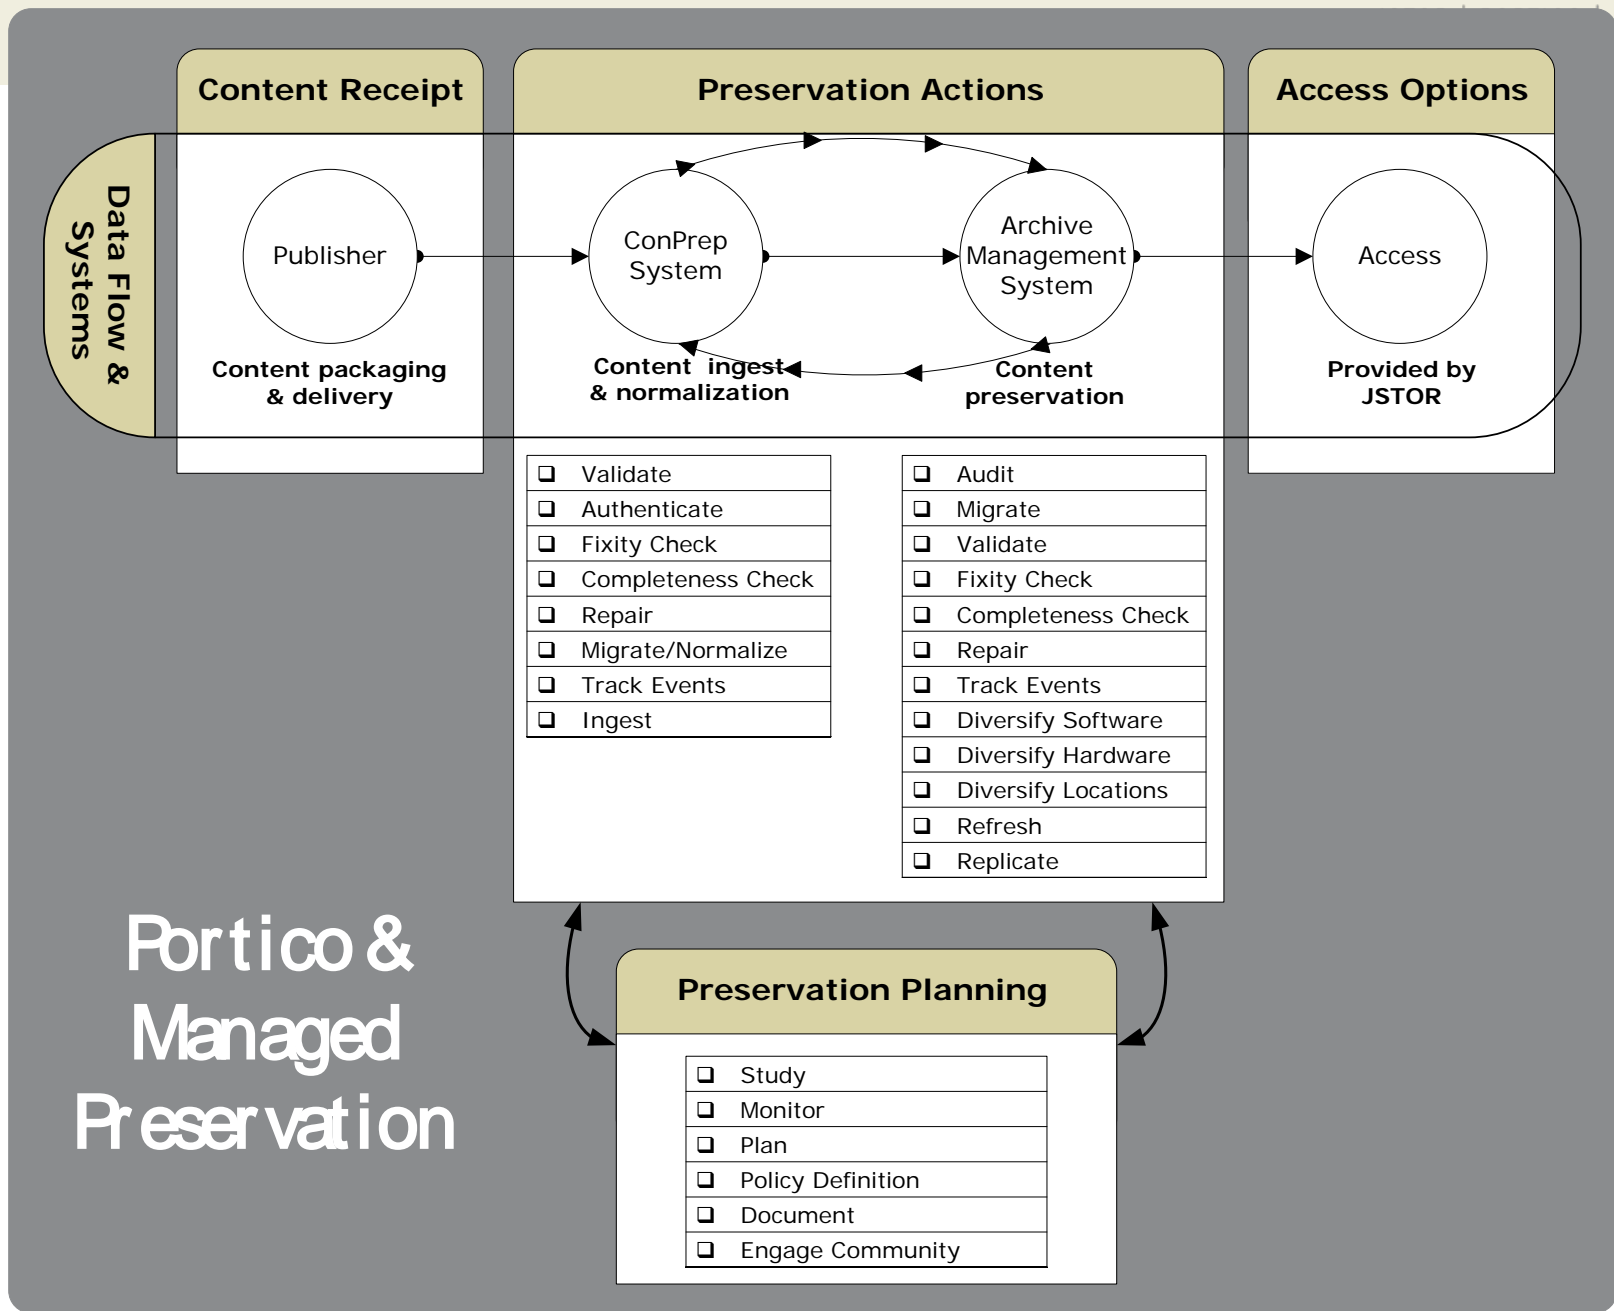 Content Receipt
Preservation Actions
Access Options
Data Flow &
Systems
Publisher
ConPrep
System
Archive
Management
System
Access
Content packaging
& delivery
Content ingest
& normalization
Content
preservation
Provided by
JSTOR
Validate
Authenticate
Fixity Check
Completeness Check
Repair
Migrate/Normalize
Track Events
Ingest
Audit
Migrate
Validate
Fixity Check
Completeness Check
Repair
Track Events
Diversify Software
Diversify Hardware
Diversify Locations
Refresh
Replicate
Portico &
Managed
Preservation
Preservation Planning
Study
Monitor
Plan
Policy Definition
Document
Engage Community